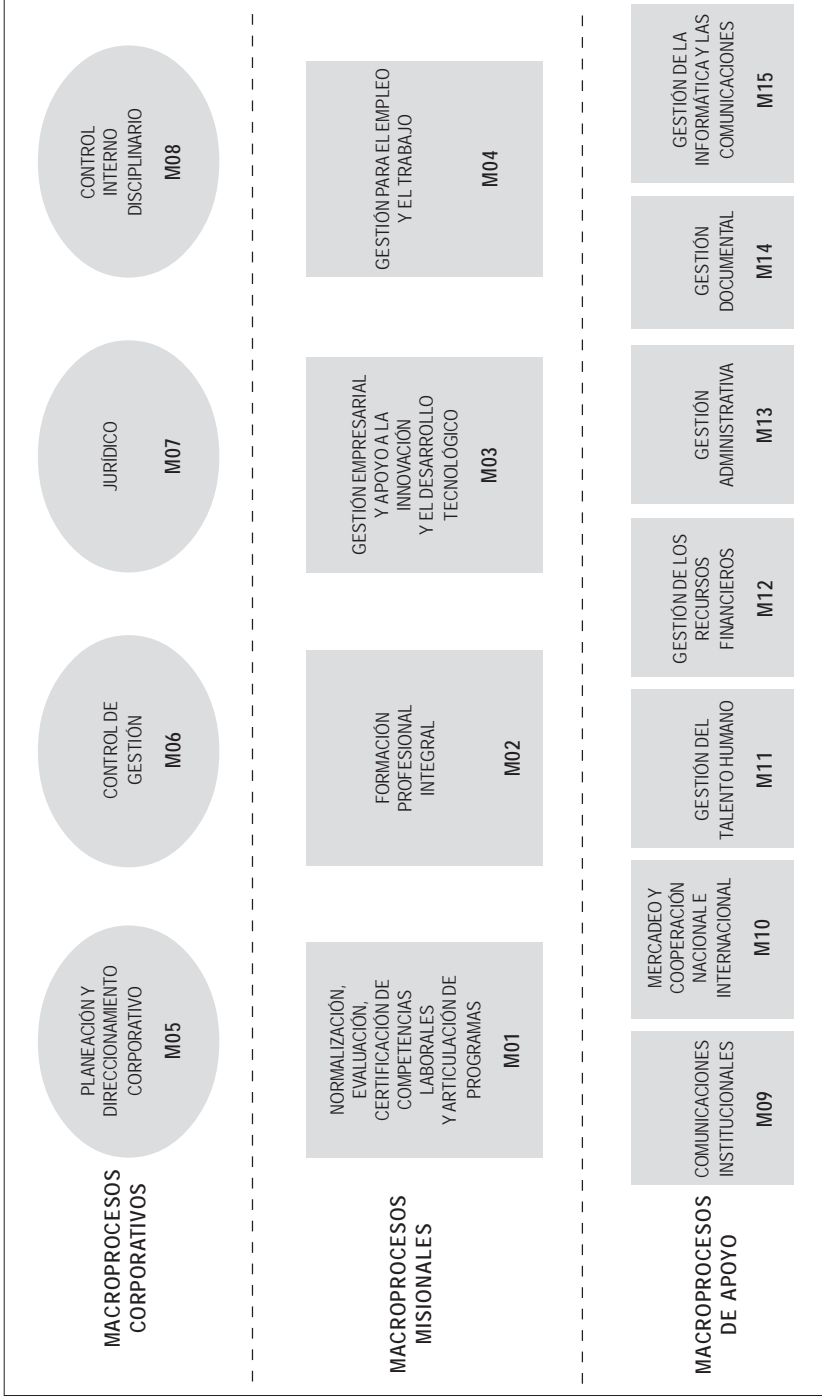 MACROPROCESOS
CORPORATIVOS
PLANEACIÓN Y
DIRECCIONAMIENTO
CORPORATIVO
M05
CONTROL DE
GESTIÓN
M06
JURÍDICO
M07
CONTROL
INTERNO
DISCIPLINARIO
M08
MACROPROCESOS
MISIONALES
NORMALIZACIÓN,
EVALUACIÓN,
CERTIFICACIÓN DE
COMPETENCIAS
LABORALES
Y ARTICULACIÓN DE
PROGRAMAS
M01
FORMACIÓN
PROFESIONAL
INTEGRAL
M02
GESTIÓN EMPRESARIAL
Y APOYO A LA
INNOVACIÓN
Y EL DESARROLLO
TECNOLÓGICO
M03
GESTIÓN PARA EL EMPLEO
Y EL TRABAJO
M04
MACROPROCESOS
DE APOYO
COMUNICACIONES
INSTITUCIONALES
M09
MERCADEO Y
COOPERACIÓN
NACIONAL E
INTERNACIONAL
M10
GESTIÓN DEL
TALENTO HUMANO
M11
GESTIÓN DE LOS
RECURSOS
FINANCIEROS
M12
GESTIÓN
ADMINISTRATIVA
M13
GESTIÓN
DOCUMENTAL
M14
GESTIÓN DE LA
INFORMÁTICA Y LAS
COMUNICACIONES
M15